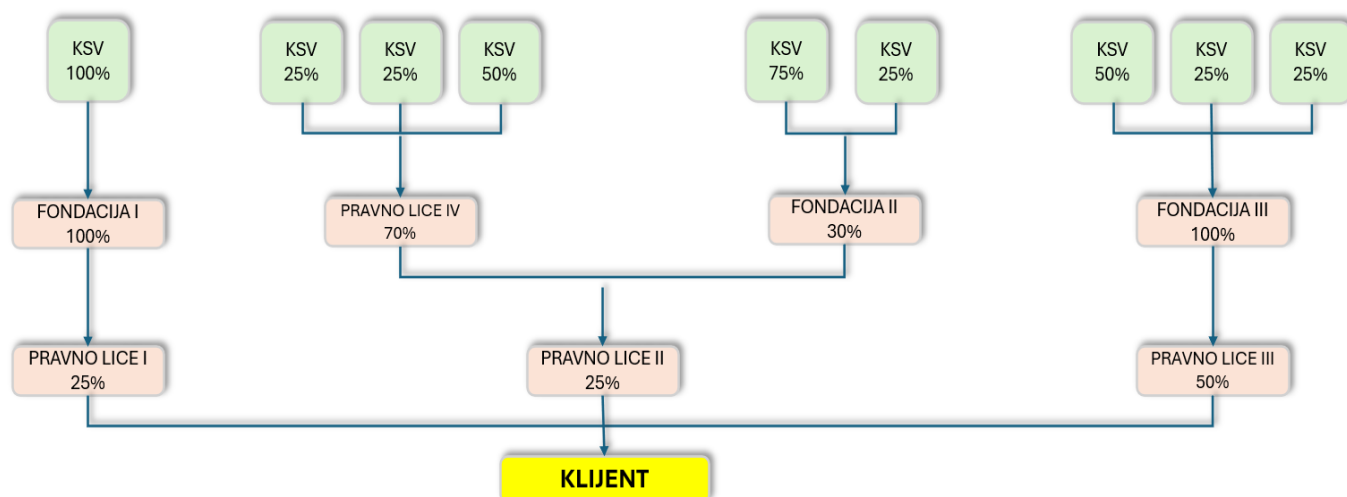 KSV
100%
KSV
25%
KSV
25%
KSV
50%
KSV
75%
KSV
25%
KSV
50%
KSV
25%
KSV
25%
FONDACIJA I
100%
PRAVNO LICE IV
70%
FONDACIJA II
30%
FONDACIJA III
100%
PRAVNO LICE I
25%
PRAVNO LICE II
25%
PRAVNO LICE III
50%
KLIJENT